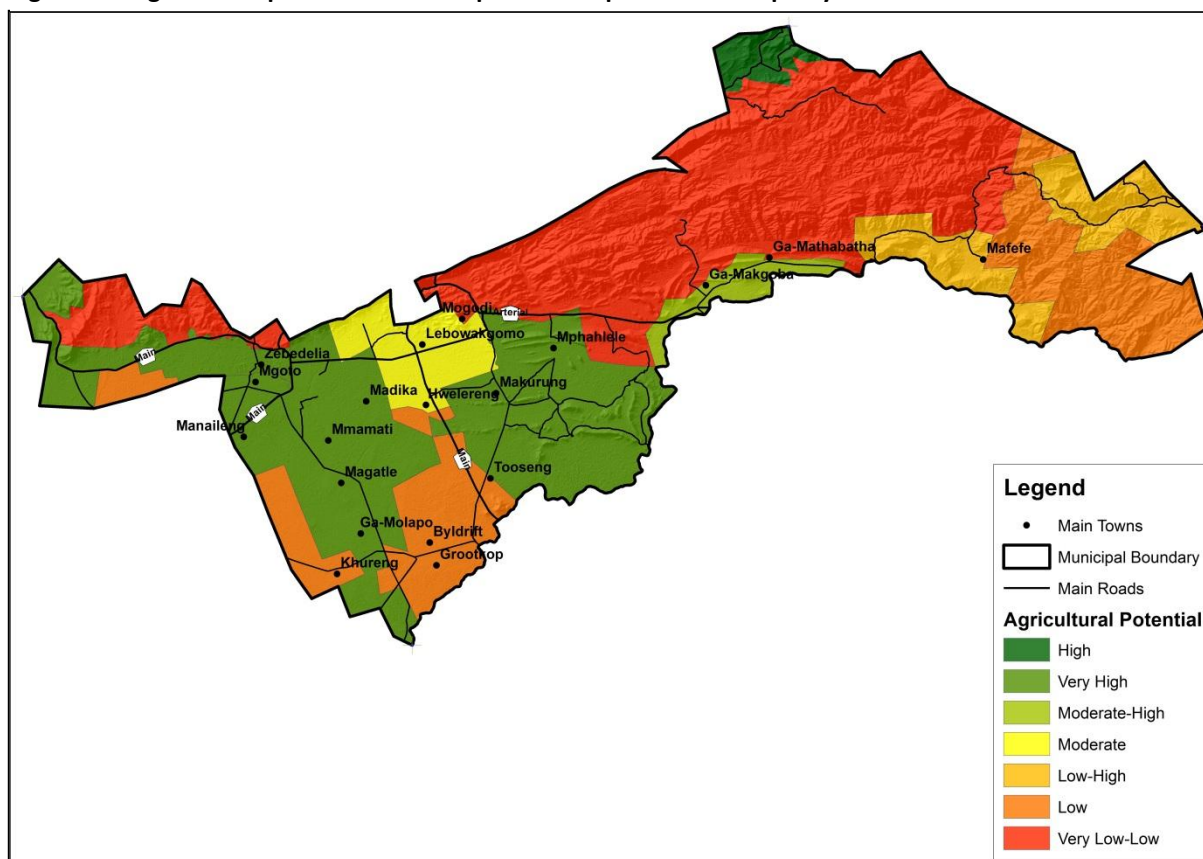 Mafefe
Ga-Mathabatha
Ga-Makgoba
Mogodi
Arterial
Lebowakgomo
Mphahlele
Main
Zebedelia
Mgoto
Makurung
Madika
Hwelereng
Main
Manaileng
Mmamati
Main
Tooseng
Magatle
Ga-Molapo
Byldrift
Grootkop
Khureng
Legend
Main Towns
Municipal Boundary
Main Roads
Agricultural Potential
High
Very High
Moderate-High
Moderate
Low-High
Low
Very Low-Low